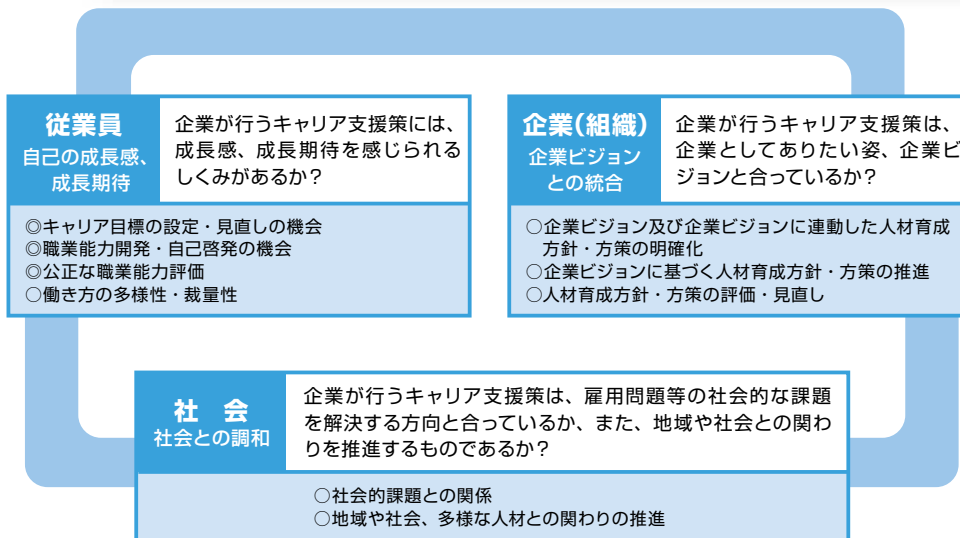 従業員
自己の成長感、
成長期待
企業が行うキャリア支援策には、
成長感、成長期待を感じられる
しくみがあるか？
◎キャリア目標の設定・見直しの機会
◎職業能力開発・自己啓発の機会
◎公正な職業能力評価
○働き方の多様性・裁量性
企業（組織）
企業ビジョン
との統合
企業が行うキャリア支援策は、
企業としてありたい姿、企業ビ
ジョンと合っているか？
○企業ビジョン及び企業ビジョンに連動した人材育成
方針・方策の明確化
○企業ビジョンに基づく人材育成方針・方策の推進
○人材育成方針・方策の評価・見直し
社　会
社会との調和
企業が行うキャリア支援策は、雇用問題等の社会的な課題
を解決する方向と合っているか、また、地域や社会との関わ
りを推進するものであるか？
○社会的課題との関係
○地域や社会、多様な人材との関わりの推進